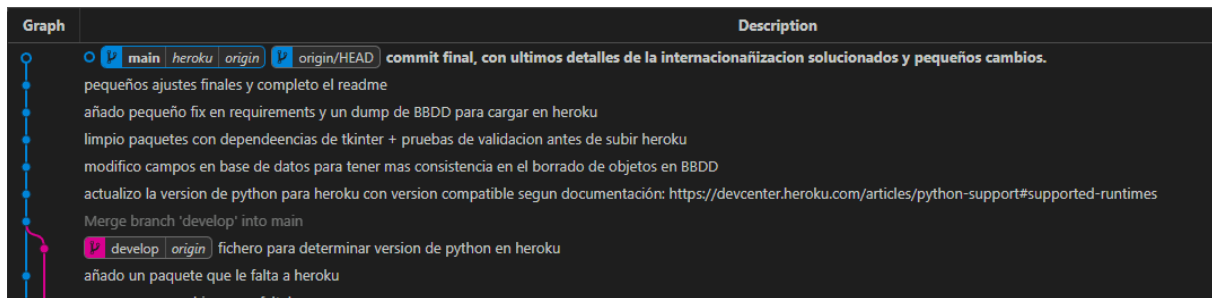 Graph Description
main heroku origin origin/HEAD commit final, con ultimos detalles de la internacionañizacion solucionados y pequeños cambios.
pequeños ajustes finales y completo el readme
añado pequeño fix en requirements y un dump de BBDD para cargar en heroku
limpio paquetes con dependeencias de tkinter + pruebas de validacion antes de subir heroku
modifico campos en base de datos para tener mas consistencia en el borrado de objetos en BBDD
actualizo la version de python para heroku con version compatible segun documentación: https://devcenter.heroku.com/articles/python-support#supported-runtimes
Merge branch 'develop' into main
develop origin fichero para determinar version de python en heroku
añado un paquete que le falta a heroku